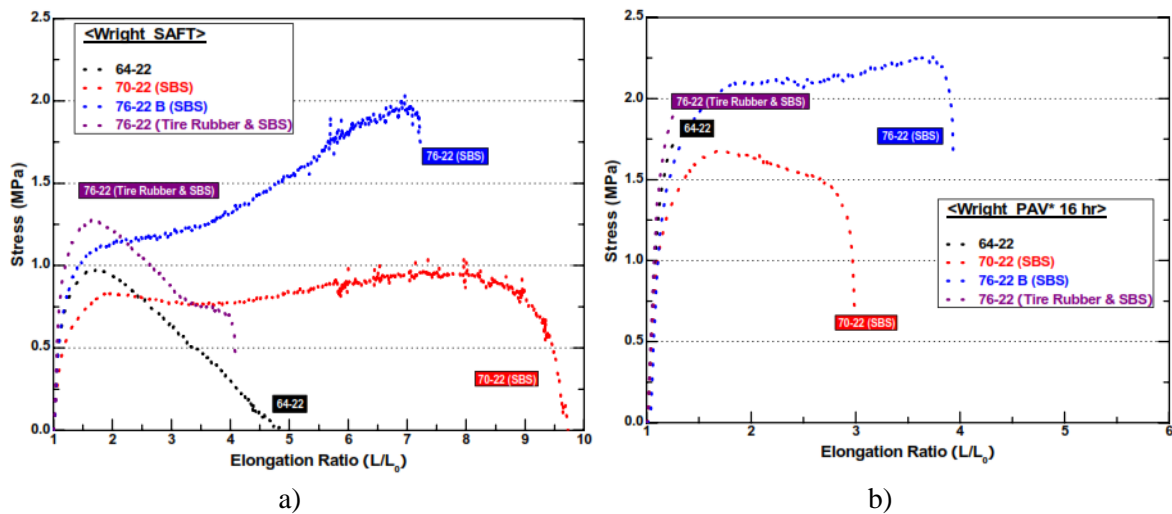 <Wright_SAFT>
64-22
70-22 (SBS)
76-22 B (SBS)
76-22 (Tire Rubber & SBS)
76-22 (Tire Rubber & SBS)
76-22 (SBS)
70-22 (SBS)
64-22
Stress (MPa)
2.5
2.0
1.5
1.0
0.5
0.0
1 2 3 4 5 6 7 8 9 10
Elongation Ratio (L/L0)
a)
76-22 (Tire Rubber & SBS)
64-22
76-22 (SBS)
70-22 (SBS)
<Wright_PAV* 16 hr>
64-22
70-22 (SBS)
76-22 B (SBS)
76-22 (Tire Rubber & SBS)
Stress (MPa)
2.5
2.0
1.5
1.0
0.5
0.0
1 2 3 4 5 6
Elongation Ratio (L/L0)
b)